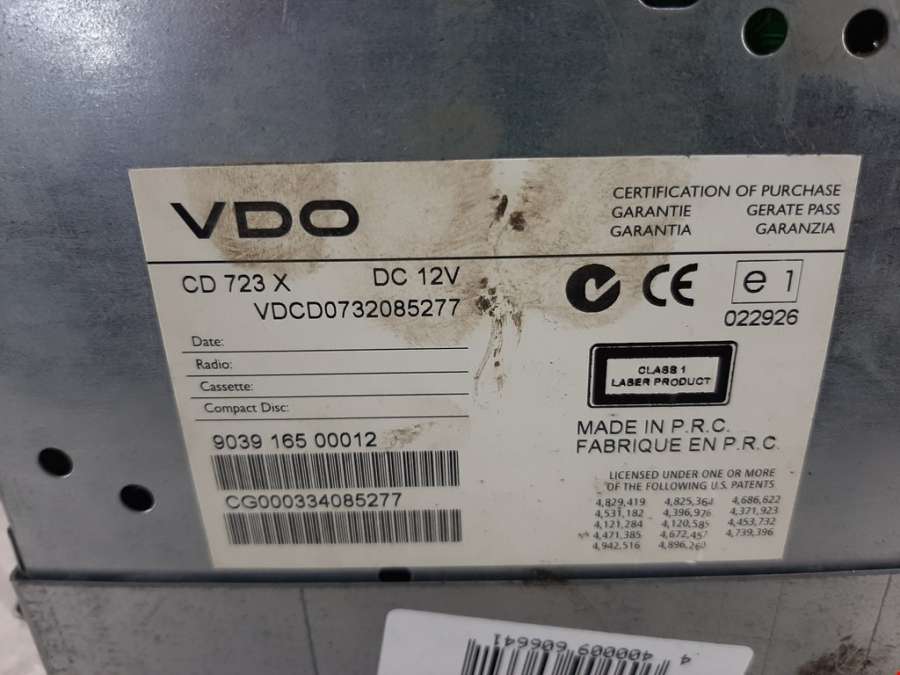 VDO
CERTIFICATION OF PURCHASE
GARANTIE GERATE PASS
GARANTIA GARANZIA
CD 723 X DC 12V
VDCD0732085277
CE
e 1
022926
Date:
Radio:
Cassette:
Compact Disc:
CLASS 1
LASER PRODUCT
MADE IN P.R.C.
FABRIQUE EN P.R.C.
9039 165 00012
CG000334085277
LICENSED UNDER ONE OR MORE
OF THE FOLLOWING U.S. PATENTS
4,829,419 4,825,364 4,686,622
4,531,182 4,396,976 4,371,923
4,121,284 4,120,585 4,453,732
4,471,385 4,672,457 4,739,396
4,942,516 4,896,260
4 400009 606641